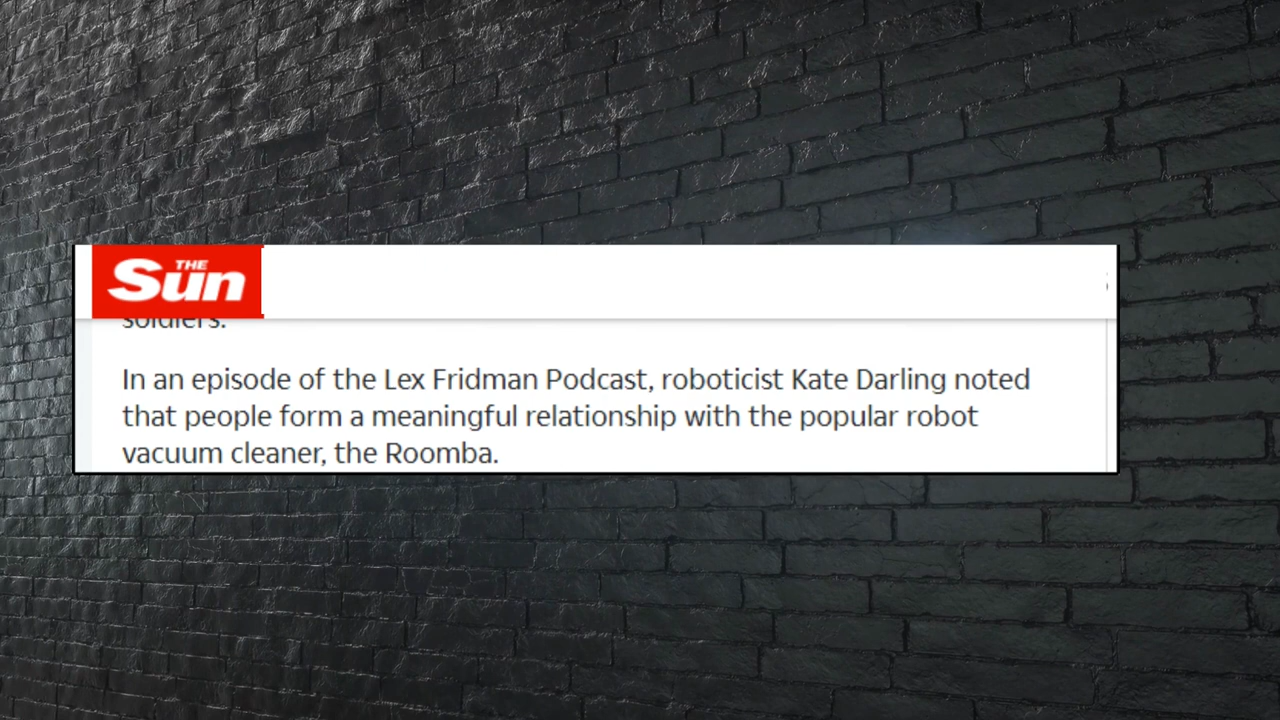 THE
Sun
soldiers.
In an episode of the Lex Fridman Podcast, roboticist Kate Darling noted
that people form a meaningful relationship with the popular robot
vacuum cleaner, the Roomba.